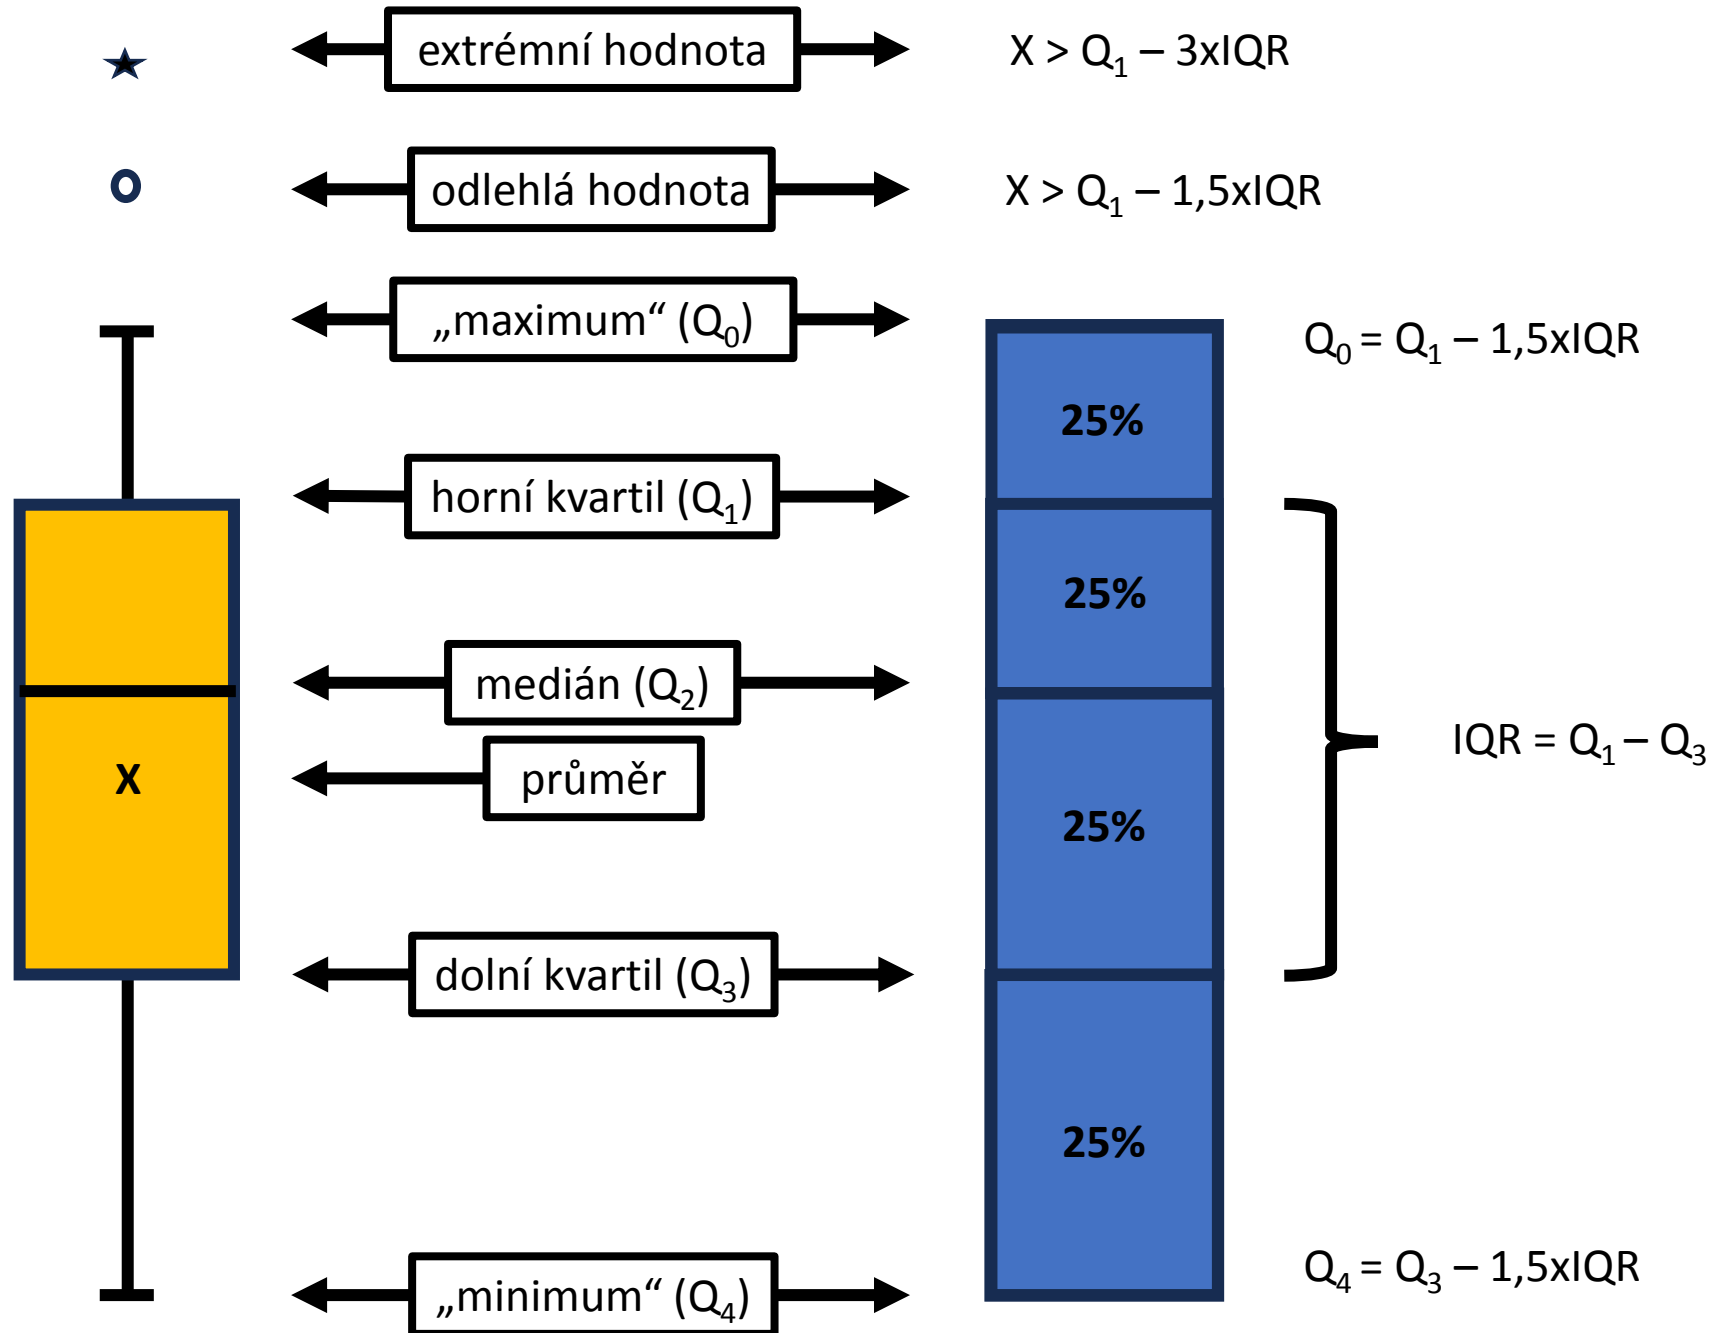 extrémní hodnota
X > Q₁ – 3xIQR
odlehlá hodnota
X > Q₁ – 1,5xIQR
„maximum“ (Q₀)
Q₀ = Q₁ – 1,5xIQR
25%
horní kvartil (Q₁)
25%
medián (Q₂)
IQR = Q₁ – Q₃
průměr
X
25%
dolní kvartil (Q₃)
25%
„minimum“ (Q₄)
Q₄ = Q₃ – 1,5xIQR